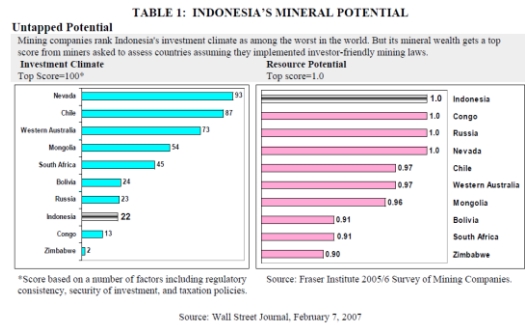 TABLE 1: INDONESIA'S MINERAL POTENTIAL
Untapped Potential
Mining companies rank Indonesia's investment climate as among the worst in the world. But its mineral wealth gets a top
score from miners asked to assess countries assuming they implemented investor-friendly mining laws.
Investment Climate
Top Score=100*
Nevada 93
Chile 87
Western Australia 73
Mongolia 54
South Africa 45
Bolivia 24
Russia 23
Indonesia 22
Congo 13
Zimbabwe 2
*Score based on a number of factors including regulatory
consistency, security of investment, and taxation policies.
Resource Potential
Top score=1.0
1.0 Indonesia
1.0 Congo
1.0 Russia
1.0 Nevada
0.97 Chile
0.97 Western Australia
0.96 Mongolia
0.91 Bolivia
0.91 South Africa
0.90 Zimbabwe
Source: Fraser Institute 2005/6 Survey of Mining Companies.
Source: Wall Street Journal, February 7, 2007